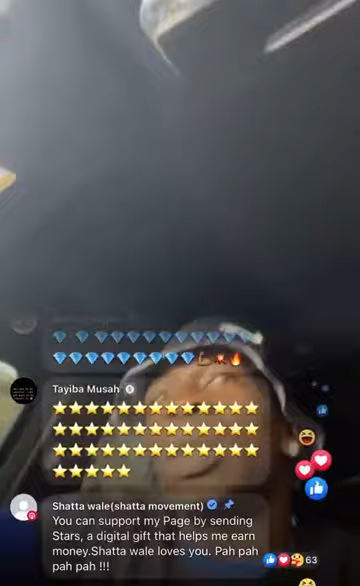 Tayiba Musah
Shatta wale(shatta movement)
You can support my Page by sending
Stars, a digital gift that helps me earn
money.Shatta wale loves you. Pah pah
pah pah !!!
63